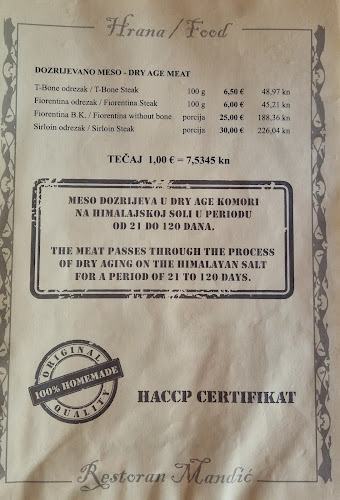 Hrana / Food
DOZRIJEVANO MESO - DRY AGE MEAT
T-Bone odrezak / T-Bone Steak 100 g 6,50 € 48,97 kn
Fiorentina odrezak / Fiorentina Steak 100 g 6,00 € 45,21 kn
Fiorentina B.K. / Fiorentina without bone porcija 25,00 € 188,36 kn
Sirloin odrezak / Sirloin Steak porcija 30,00 € 226,04 kn
TEČAJ 1,00 € = 7,5345 kn
MESO DOZRIJEVA U DRY AGE KOMORI
NA HIMALAJSKOJ SOLI U PERIODU
OD 21 DO 120 DANA.
THE MEAT PASSES THROUGH THE PROCESS
OF DRY AGING ON THE HIMALAYAN SALT
FOR A PERIOD OF 21 TO 120 DAYS.
ORIGINAL
100% HOMEMADE
QUALITY
HACCP CERTIFIKAT
Restoran Mandić